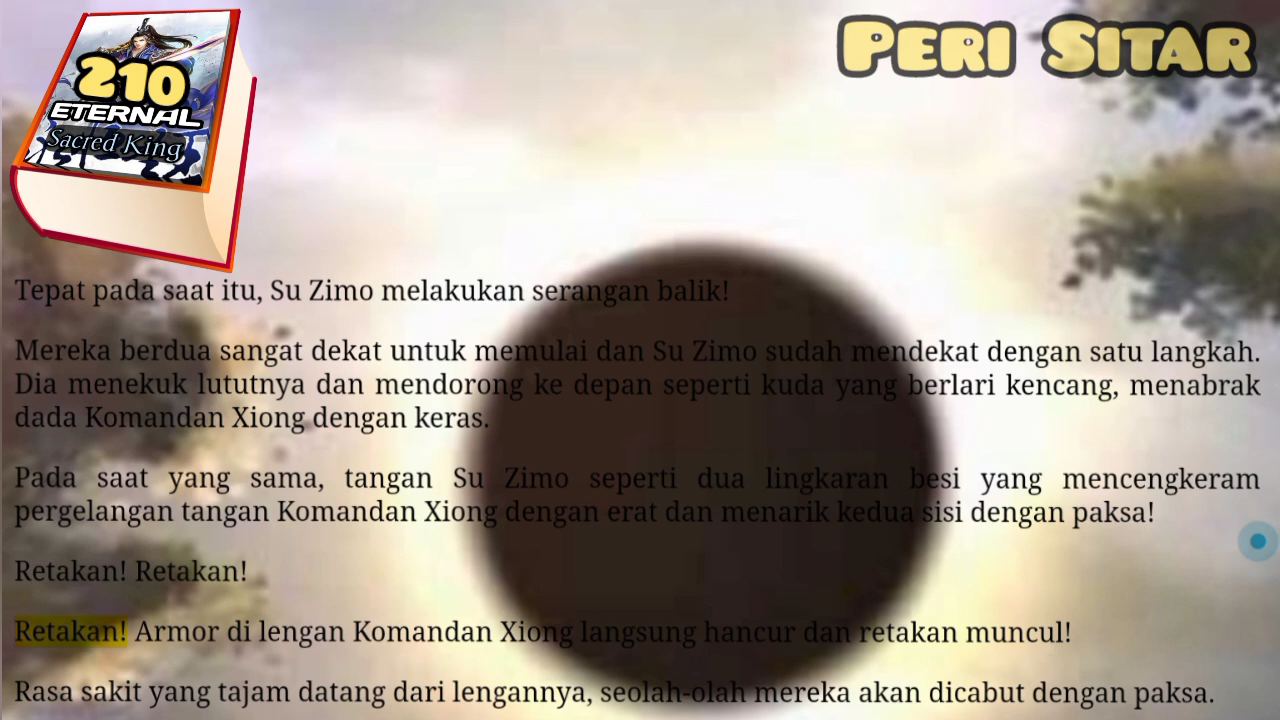 PERI SITAR
210
ETERNAL
Sacred King
Tepat pada saat itu, Su Zimo melakukan serangan balik!
Mereka berdua sangat dekat untuk memulai dan Su Zimo sudah mendekat dengan satu langkah.
Dia menekuk lututnya dan mendorong ke depan seperti kuda yang berlari kencang, menabrak
dada Komandan Xiong dengan keras.
Pada saat yang sama, tangan Su Zimo seperti dua lingkaran besi yang mencengkeram
pergelangan tangan Komandan Xiong dengan erat dan menarik kedua sisi dengan paksa!
Retakan! Retakan!
Retakan! Armor di lengan Komandan Xiong langsung hancur dan retakan muncul!
Rasa sakit yang tajam datang dari lengannya, seolah-olah mereka akan dicabut dengan paksa.